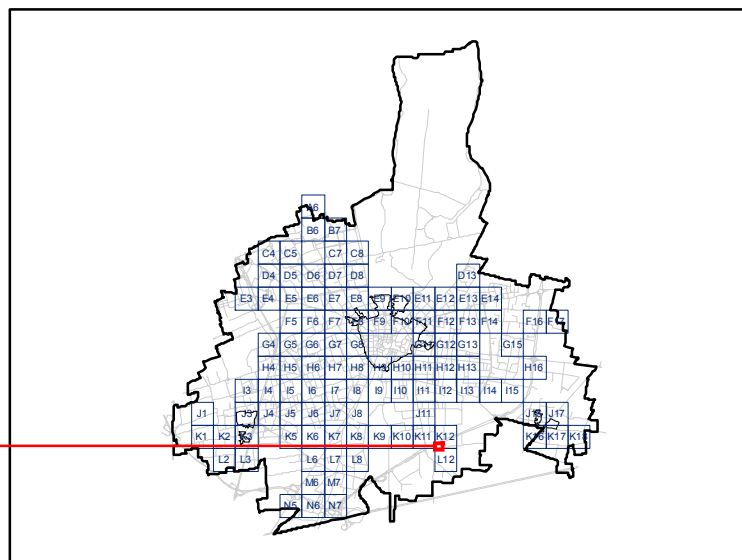 A6
B6 B7
C4 C5 C7 C8
D4 D5 D6 D7 D8 D13
E3 E4 E5 E6 E7 E8 E9 E10 E11 E12 E13 E14
F5 F6 F7 F9 F10 F11 F12 F13 F14 F16
G4 G5 G6 G7 G8 G12 G13 G15
H4 H5 H6 H7 H8 H9 H10 H11 H12 H13 H16
I3 I4 I5 I6 I7 I8 I9 I10 I11 I12 I13 I14 I15
J1 J3 J4 J5 J6 J7 J8 J11 J17
K1 K2 K5 K6 K7 K8 K9 K10 K11 K12 K16 K17 K18
L2 L3 L6 L7 L8 L12
M6 M7
N5 N6 N7